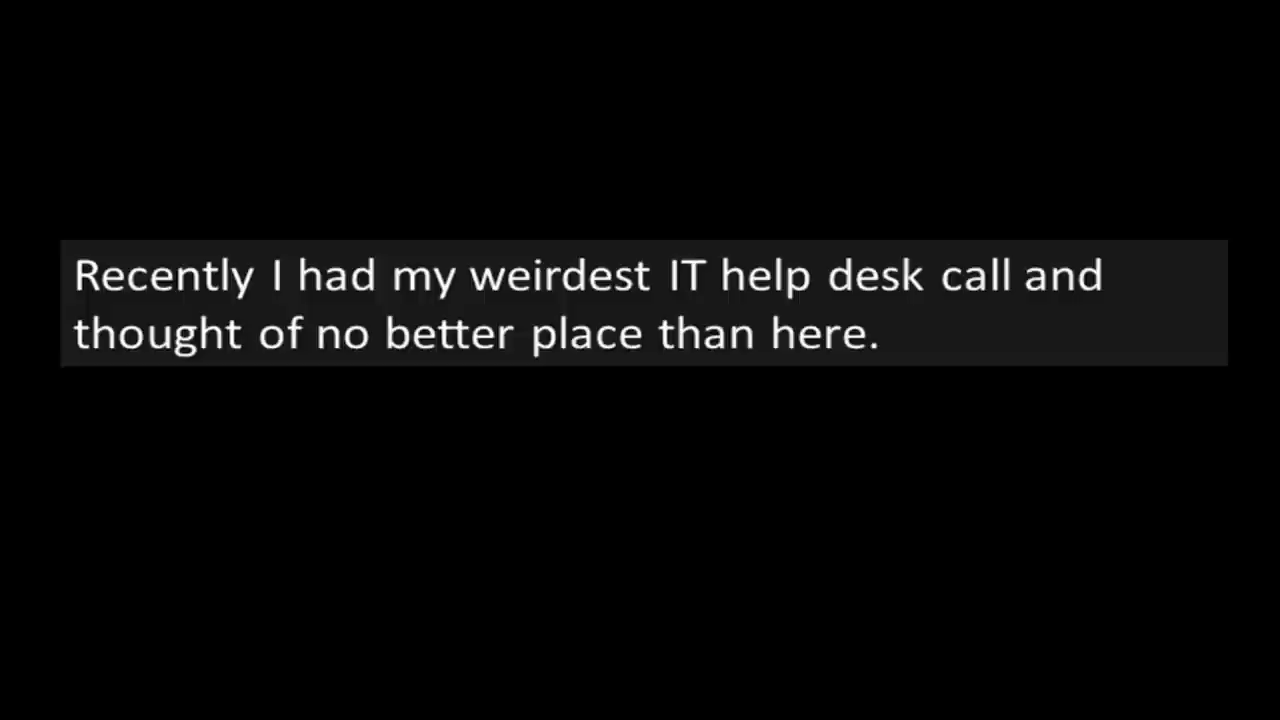 Recently I had my weirdest IT help desk call and
thought of no better place than here.